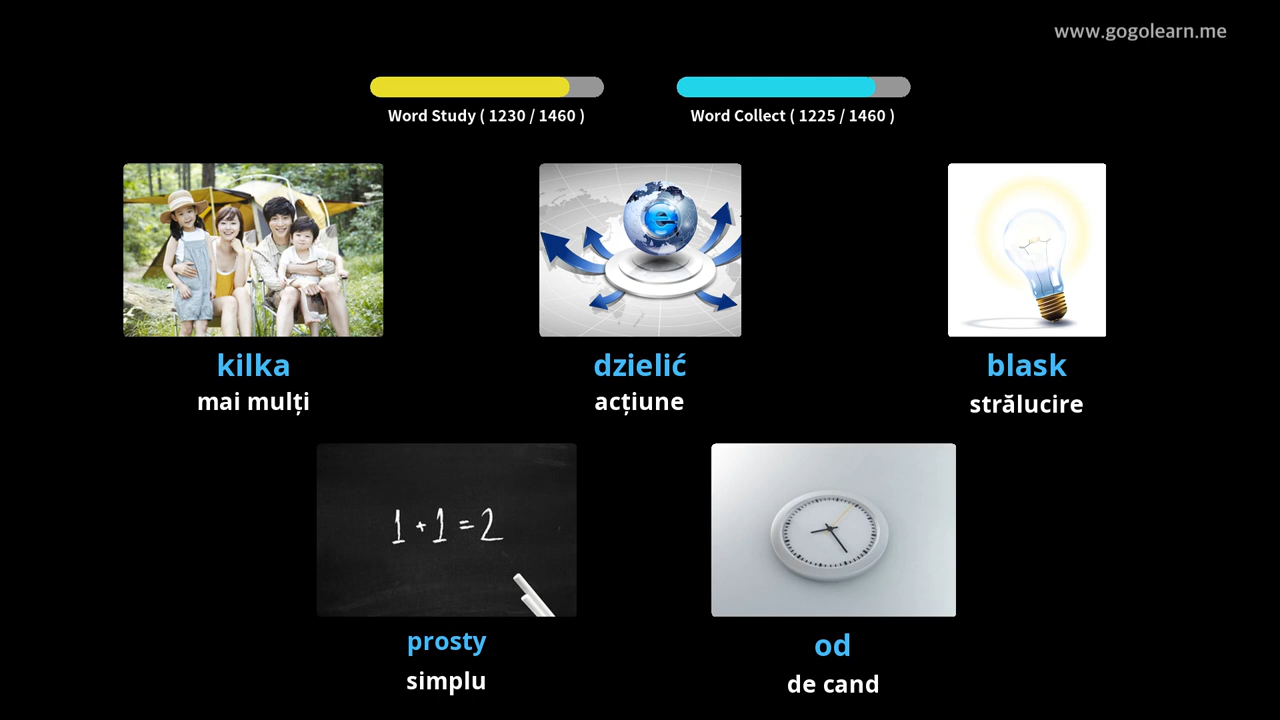 www.gogolearn.me
Word Study ( 1230 / 1460 )
Word Collect ( 1225 / 1460 )
e
kilka
dzielić
blask
mai mulți
acțiune
strălucire
1 + 1 = 2
prosty
od
simplu
de cand